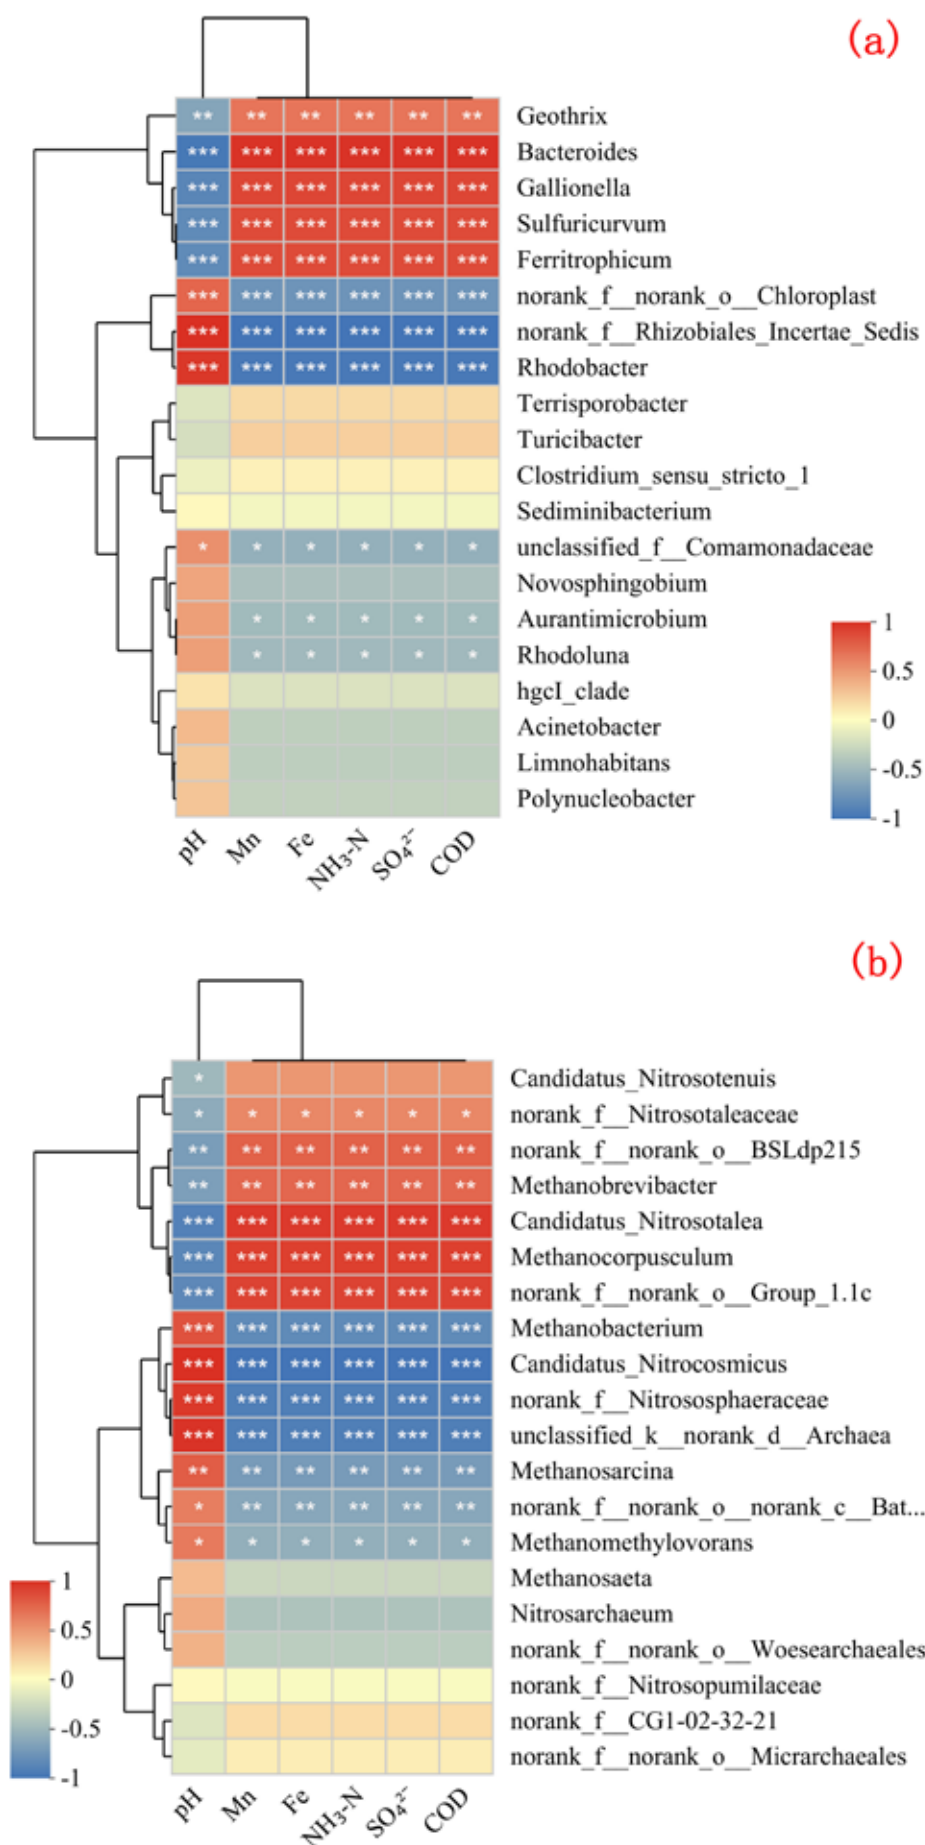 (a)
** ** ** ** ** ** Geothrix
*** *** *** *** *** *** Bacteroides
*** *** *** *** *** *** Gallionella
*** *** *** *** *** *** Sulfuricurvum
*** *** *** *** *** *** Ferritrophicum
*** *** *** *** *** *** norank_f__norank_o__Chloroplast
*** *** *** *** *** *** norank_f__Rhizobiales_Incertae_Sedis
*** *** *** *** *** *** Rhodobacter
Terrisporobacter
Turicibacter
Clostridium_sensu_stricto_1
Sediminibacterium
* * * * * * unclassified_f__Comamonadaceae
Novosphingobium
* * * * * Aurantimicrobium
* * * * * Rhodoluna
hgcI_clade
Acinetobacter
Limnohabitans
Polynucleobacter
1
0.5
0
-0.5
-1
pH Mn Fe NH₃-N SO₄²⁻ COD
(b)
* Candidatus_Nitrosotenuis
* * * * * * norank_f__Nitrosotaleaceae
** ** ** ** ** ** norank_f__norank_o__BSLdp215
** ** ** ** ** ** Methanobrevibacter
*** *** *** *** *** *** Candidatus_Nitrosotalea
*** *** *** *** *** *** Methanocorpusculum
*** *** *** *** *** *** norank_f__norank_o__Group_1.1c
*** *** *** *** *** *** Methanobacterium
*** *** *** *** *** *** Candidatus_Nitrocosmicus
*** *** *** *** *** *** norank_f__Nitrososphaeraceae
*** *** *** *** *** *** unclassified_k__norank_d__Archaea
** ** ** ** ** ** Methanosarcina
* ** ** ** ** ** norank_f__norank_o__norank_c__Bat...
* * * * * * Methanomethylovorans
Methanosaeta
Nitrosarchaeum
norank_f__norank_o__Woesearchaeales
norank_f__Nitrosopumilaceae
norank_f__CG1-02-32-21
norank_f__norank_o__Micrarchaeales
1
0.5
0
-0.5
-1
pH Mn Fe NH₃-N SO₄²⁻ COD